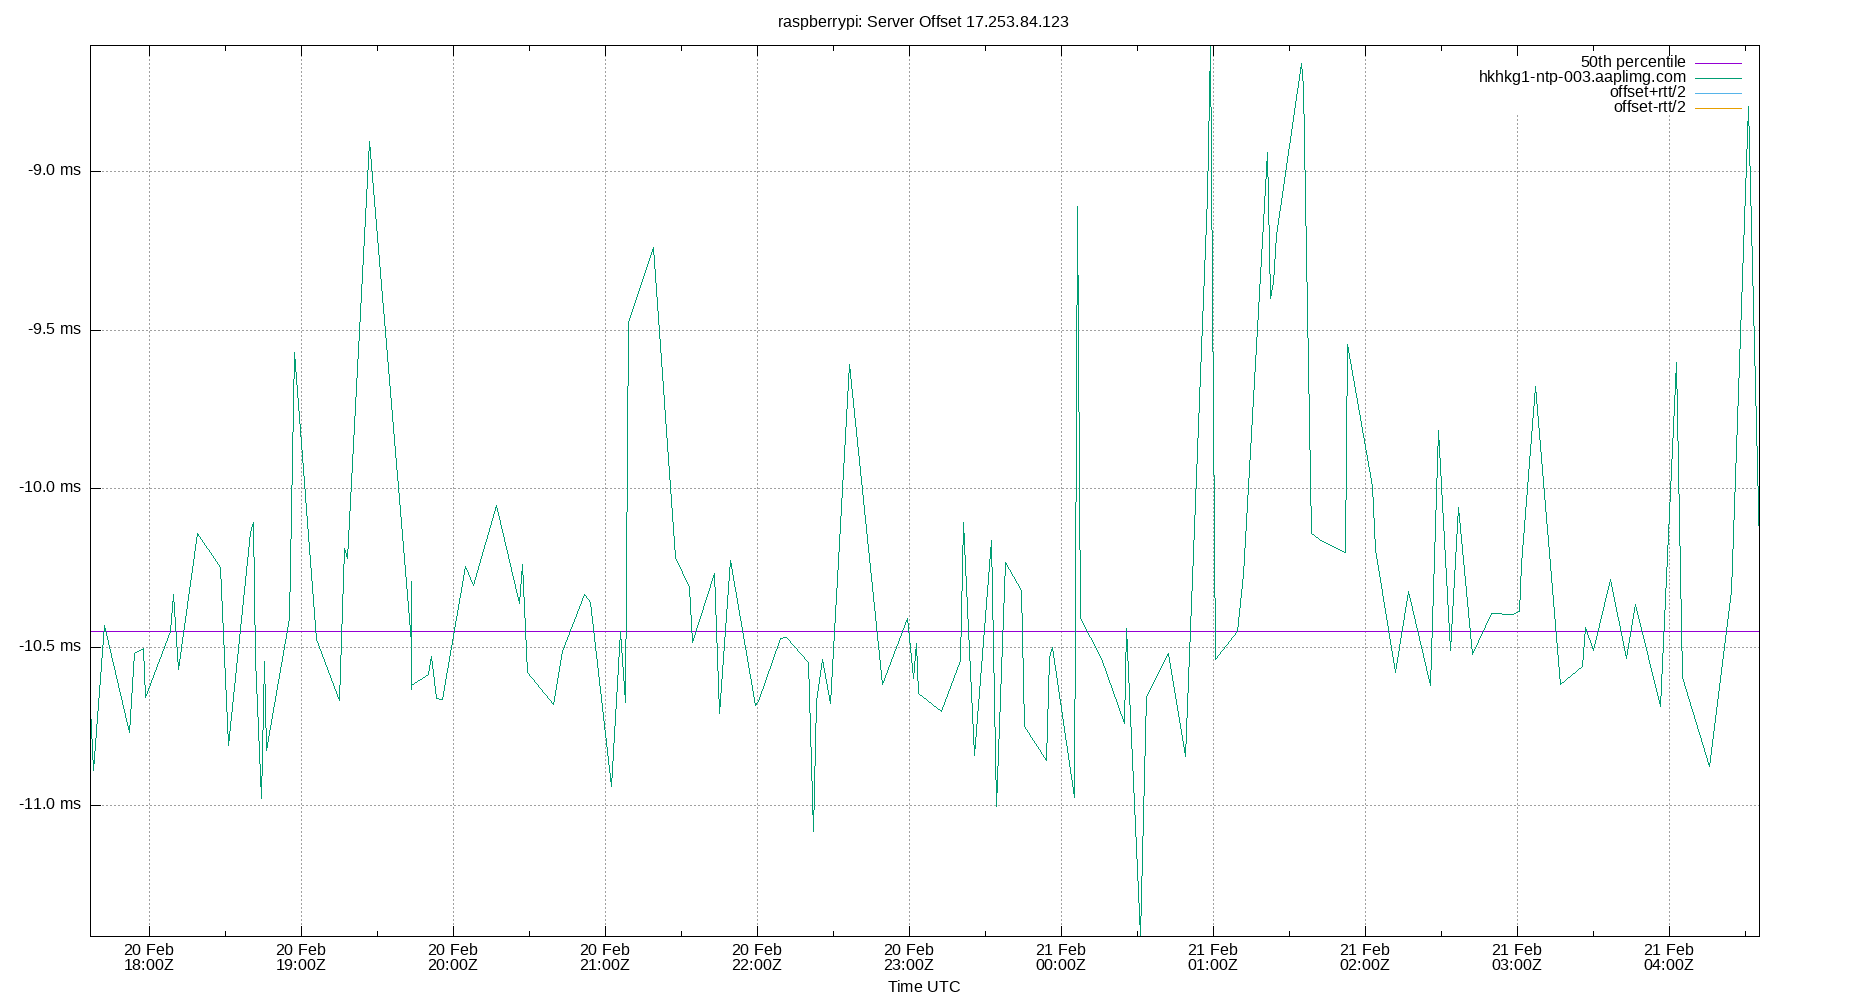 raspberrypi: Server Offset 17.253.84.123
50th percentile
hkhkg1-ntp-003.aaplimg.com
offset+rtt/2
offset-rtt/2
-9.0 ms
-9.5 ms
-10.0 ms
-10.5 ms
-11.0 ms
20 Feb 20 Feb 20 Feb 20 Feb 20 Feb 20 Feb 21 Feb 21 Feb 21 Feb 21 Feb 21 Feb
18:00Z 19:00Z 20:00Z 21:00Z 22:00Z 23:00Z 00:00Z 01:00Z 02:00Z 03:00Z 04:00Z
Time UTC